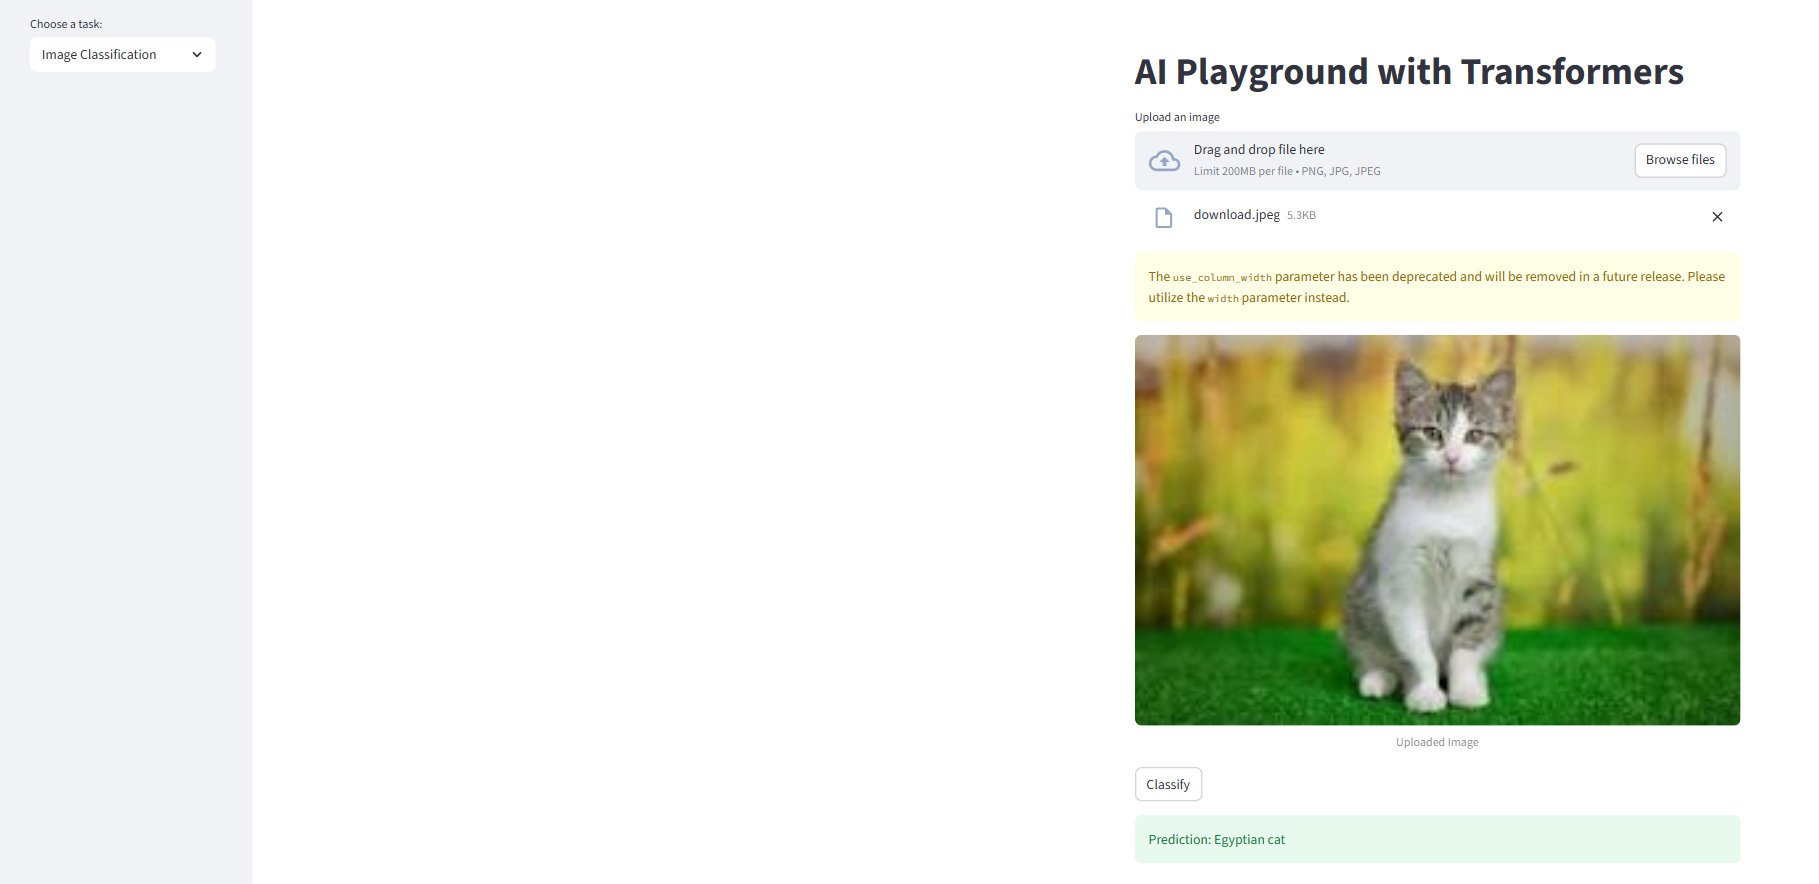 Choose a task:
Image Classification
AI Playground with Transformers
Upload an image
Drag and drop file here
Limit 200MB per file • PNG, JPG, JPEG
Browse files
download.jpeg 5.3KB
The use_column_width parameter has been deprecated and will be removed in a future release. Please
utilize the width parameter instead.
Uploaded Image
Classify
Prediction: Egyptian cat